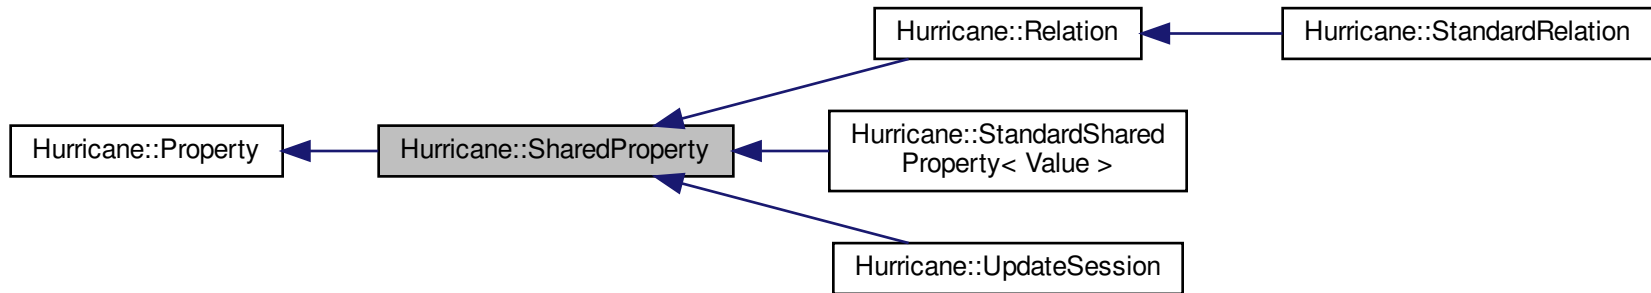 Hurricane::Property
Hurricane::SharedProperty
Hurricane::Relation
Hurricane::StandardRelation
Hurricane::StandardShared
Property< Value >
Hurricane::UpdateSession